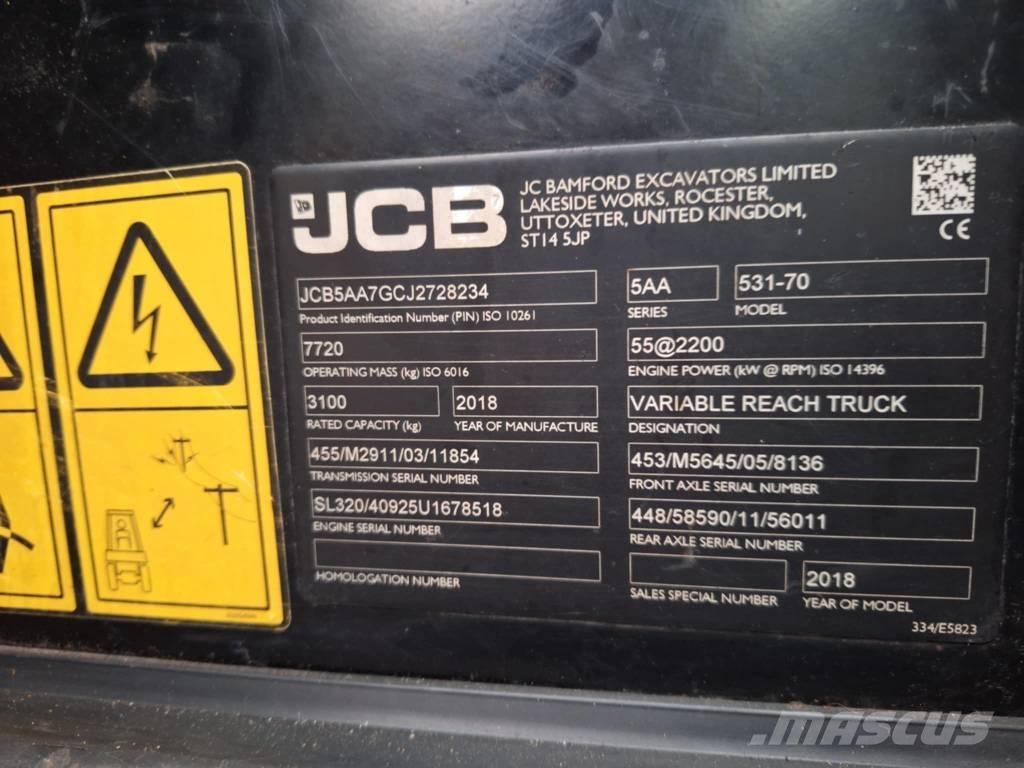 JCB
JC BAMFORD EXCAVATORS LIMITED
LAKESIDE WORKS, ROCESTER,
UTTOXETER, UNITED KINGDOM,
ST14 5JP
CE
JCB5AA7GCJ2728234
Product Identification Number (PIN) ISO 10261
5AA
SERIES
531-70
MODEL
7720
OPERATING MASS (kg) ISO 6016
55@2200
ENGINE POWER (kW @ RPM) ISO 14396
3100
RATED CAPACITY (kg)
2018
YEAR OF MANUFACTURE
VARIABLE REACH TRUCK
DESIGNATION
455/M2911/03/11854
TRANSMISSION SERIAL NUMBER
453/M5645/05/8136
FRONT AXLE SERIAL NUMBER
SL320/40925U1678518
ENGINE SERIAL NUMBER
448/58590/11/56011
REAR AXLE SERIAL NUMBER
HOMOLOGATION NUMBER
SALES SPECIAL NUMBER
2018
YEAR OF MODEL
334/E5823
MASCUS